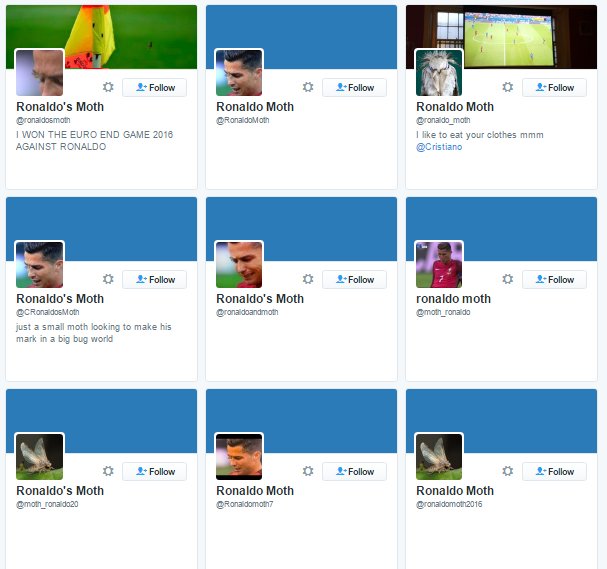 Follow
Ronaldo's Moth
@ronaldosmoth
I WON THE EURO END GAME 2016
AGAINST RONALDO
Follow
Ronaldo Moth
@RonaldoMoth
Follow
Ronaldo Moth
@ronaldo_moth
I like to eat your clothes mmm
@Cristiano
Follow
Ronaldo's Moth
@CRonaldosMoth
just a small moth looking to make his
mark in a big bug world
Follow
Ronaldo's Moth
@ronaldoandmoth
Follow
ronaldo moth
@moth_ronaldo
Follow
Ronaldo's Moth
@moth_ronaldo20
Follow
Ronaldo Moth
@Ronaldomoth7
Follow
Ronaldo Moth
@ronaldomoth2016